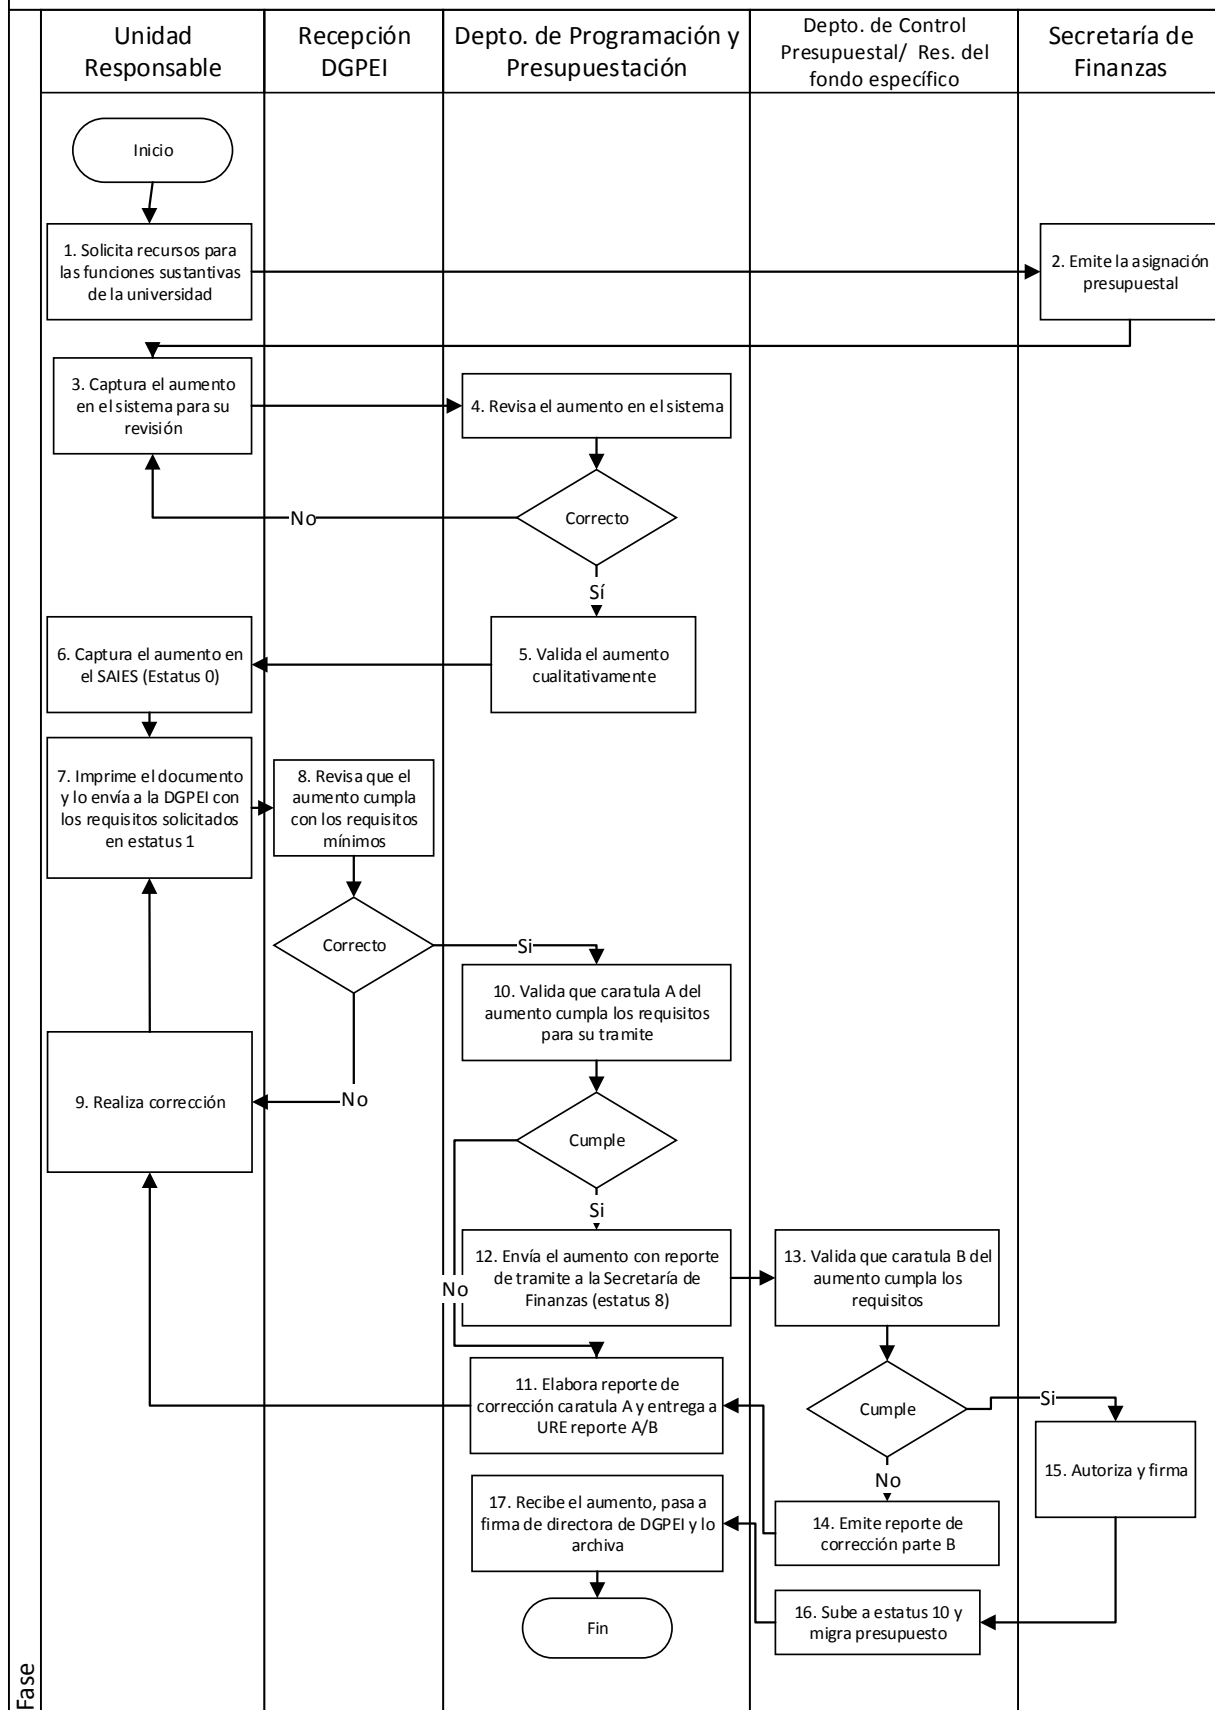 Unidad
Responsable
Recepción
DGPEI
Depto. de Programación y
Presupuestación
Depto. de Control
Presupuestal/ Res. del
fondo específico
Secretaría de
Finanzas
Inicio
1. Solicita recursos para
las funciones sustantivas
de la universidad
2. Emite la asignación
presupuestal
3. Captura el aumento
en el sistema para su
revisión
4. Revisa el aumento en el sistema
Correcto
No
Sí
5. Valida el aumento
cualitativamente
6. Captura el aumento en
el SAIES (Estatus 0)
7. Imprime el documento
y lo envía a la DGPEI con
los requisitos solicitados
en estatus 1
8. Revisa que el
aumento cumpla
con los requisitos
mínimos
Correcto
Si
No
9. Realiza corrección
10. Valida que caratula A del
aumento cumpla los requisitos
para su tramite
Cumple
Si
No
12. Envía el aumento con reporte
de tramite a la Secretaría de
Finanzas (estatus 8)
13. Valida que caratula B del
aumento cumpla los
requisitos
11. Elabora reporte de
corrección caratula A y entrega a
URE reporte A/B
Cumple
Si
No
15. Autoriza y firma
14. Emite reporte de
corrección parte B
17. Recibe el aumento, pasa a
firma de directora de DGPEI y lo
archiva
16. Sube a estatus 10 y
migra presupuesto
Fin
Fase